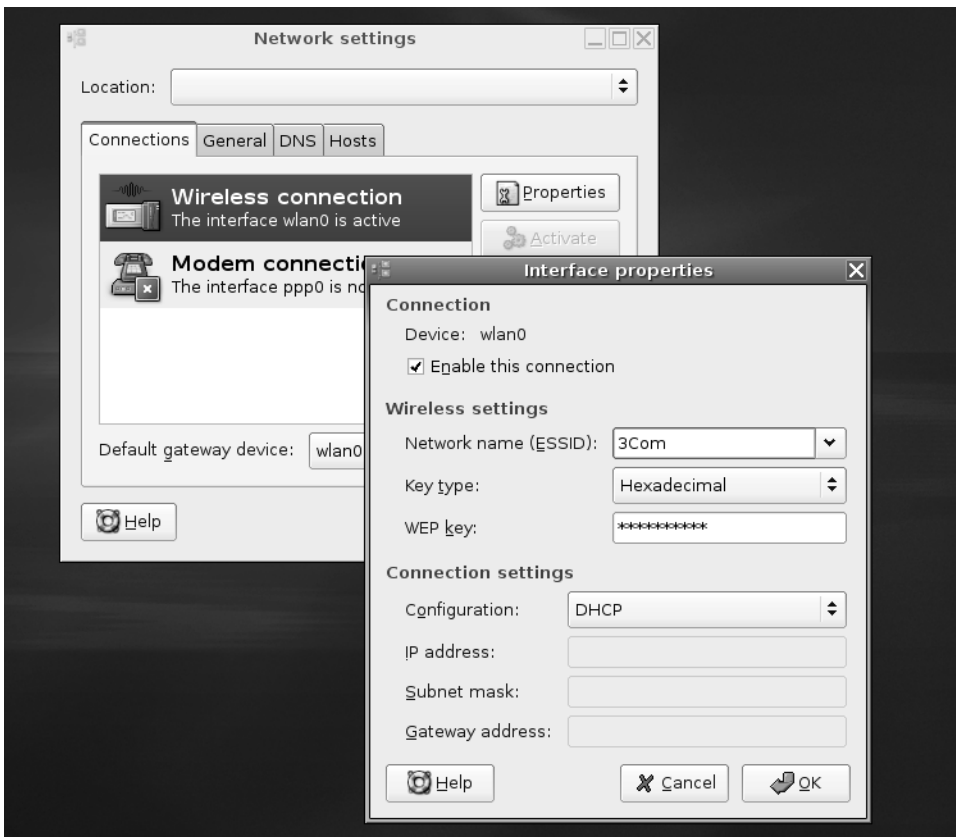 Network settings
Location:
Connections General DNS Hosts
Wireless connection
The interface wlan0 is active
Properties
Activate
Modem connecti
The interface ppp0 is no
Default gateway device: wlan0
Help
Interface properties
Connection
Device: wlan0
Enable this connection
Wireless settings
Network name (ESSID): 3Com
Key type: Hexadecimal
WEP key: **********
Connection settings
Configuration: DHCP
IP address:
Subnet mask:
Gateway address:
Help Cancel OK